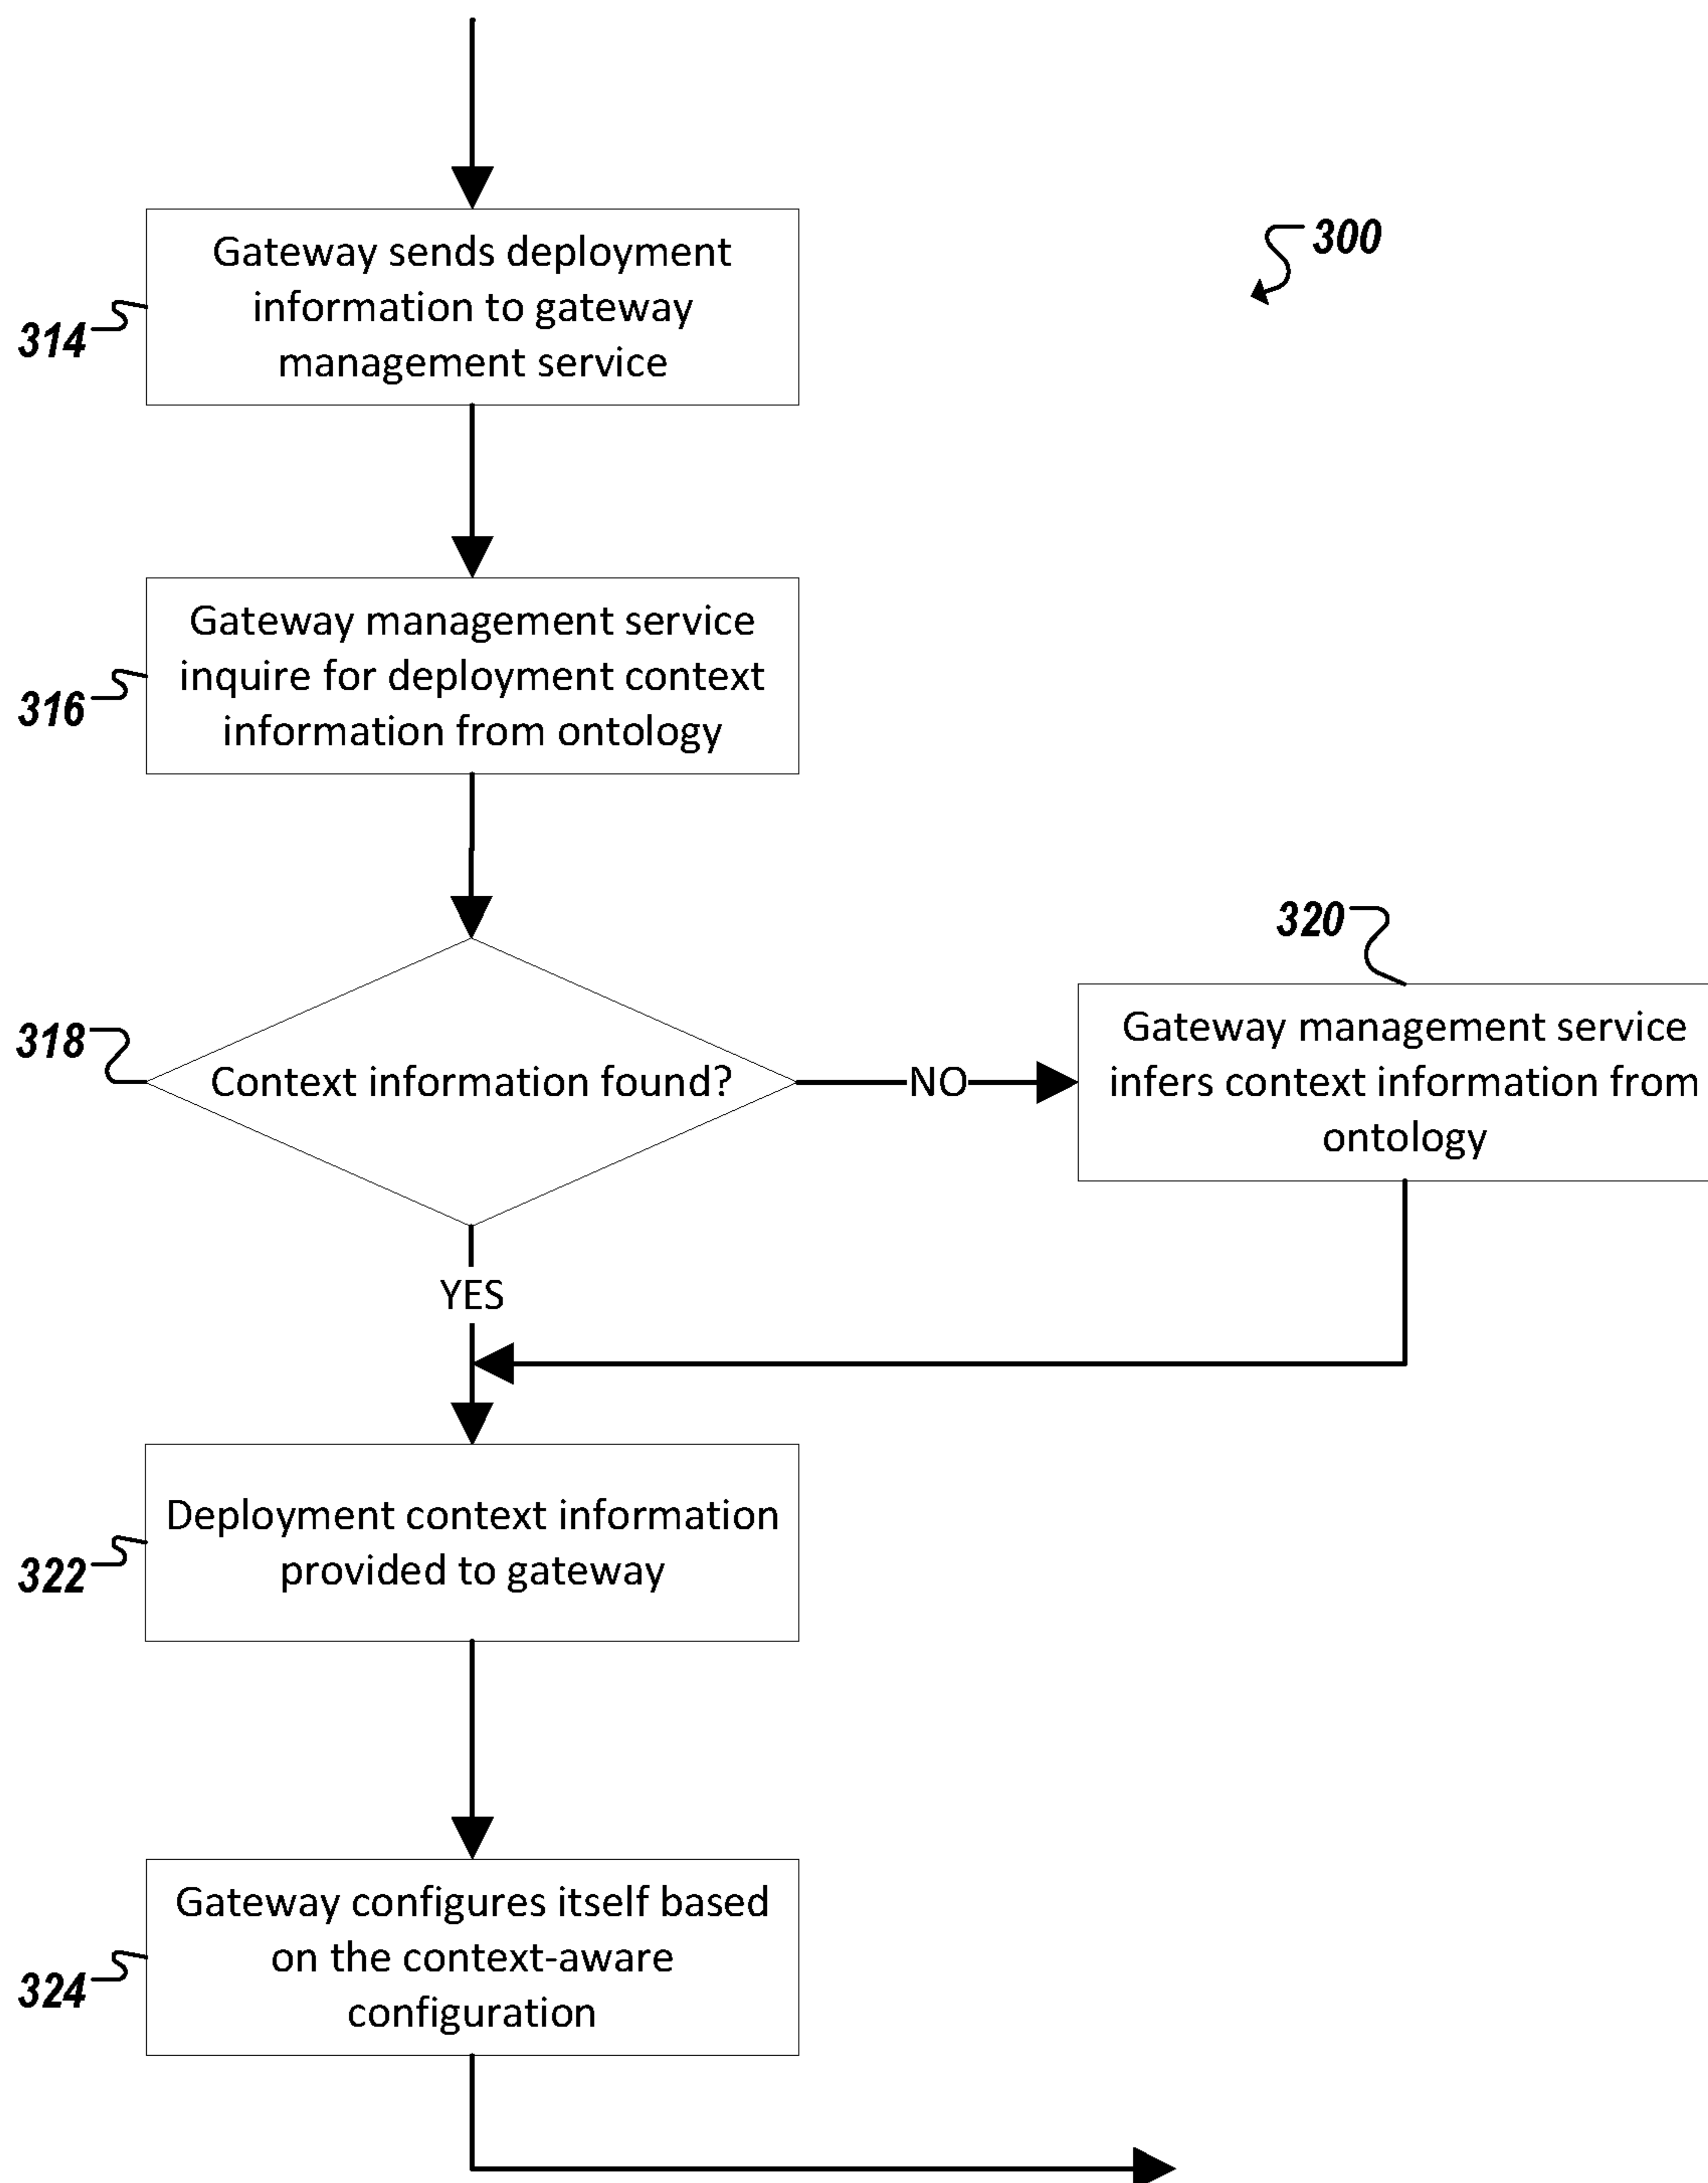 300
314
Gateway sends deployment
information to gateway
management service
316
Gateway management service
inquire for deployment context
information from ontology
318
Context information found?
NO
320
Gateway management service
infers context information from
ontology
YES
322
Deployment context information
provided to gateway
324
Gateway configures itself based
on the context-aware
configuration